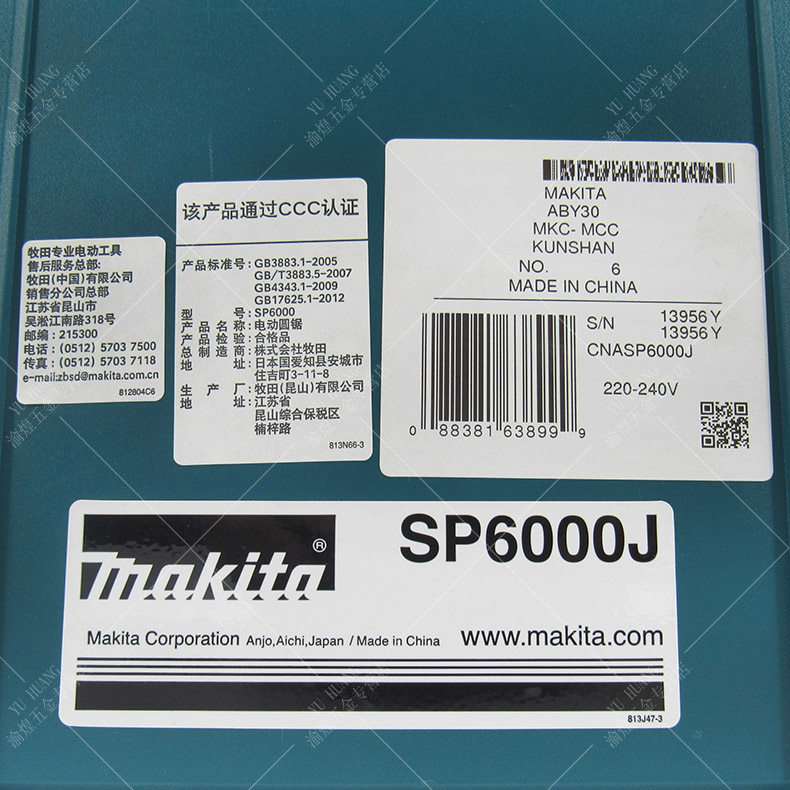 牧田专业电动工具
售后服务总部:
牧田(中国)有限公司
销售分公司总部
江苏省昆山市
吴淞江南路318号
邮编:215300
电话:(0512) 5703 7500
传真:(0512) 5703 7118
e-mail:zbsd@makita.com.cn
812804C6
该产品通过CCC认证
产品标准号:GB3883.1-2005
GB/T3883.5-2007
GB4343.1-2009
GB17625.1-2012
型号:SP6000
产品名称:电动圆锯
产品检验:合格品
总制造商:株式会社牧田
地址:日本国爱知县安城市
住吉町3-11-8
生产厂:牧田(昆山)有限公司
地址:江苏省
昆山综合保税区
楠梓路
813N66-3
MAKITA
ABY30
MKC- MCC
KUNSHAN
NO. 6
MADE IN CHINA
S/N 13956 Y
13956 Y
CNASP6000J
220-240V
0 88381 63899 9
makita®
SP6000J
Makita Corporation Anjo,Aichi,Japan / Made in China
www.makita.com
813J47-3
YU HUANG
渝煌五金专营店